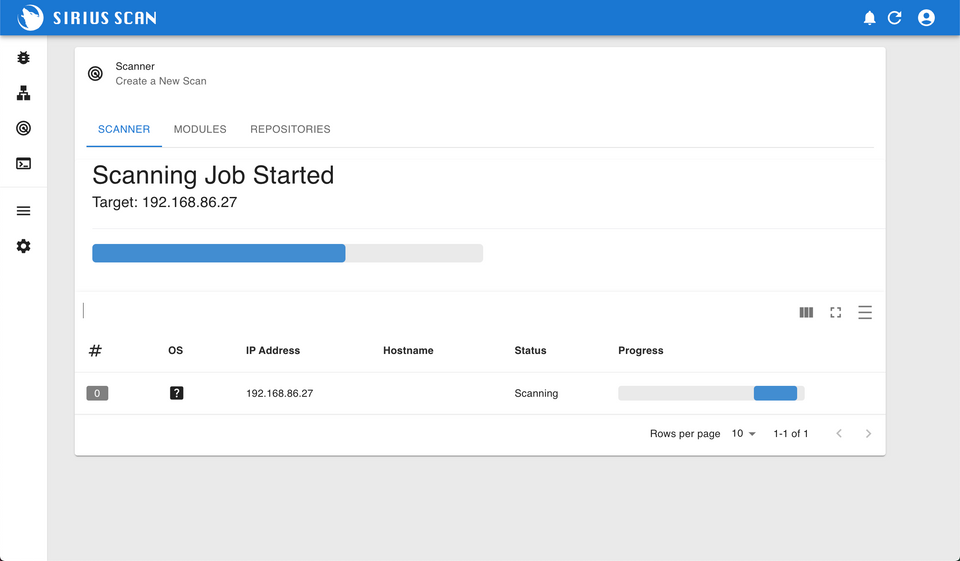 SIRIUS SCAN
Scanner
Create a New Scan
SCANNER MODULES REPOSITORIES
Scanning Job Started
Target: 192.168.86.27
# OS IP Address Hostname Status Progress
0 ? 192.168.86.27 Scanning
Rows per page 10 1-1 of 1